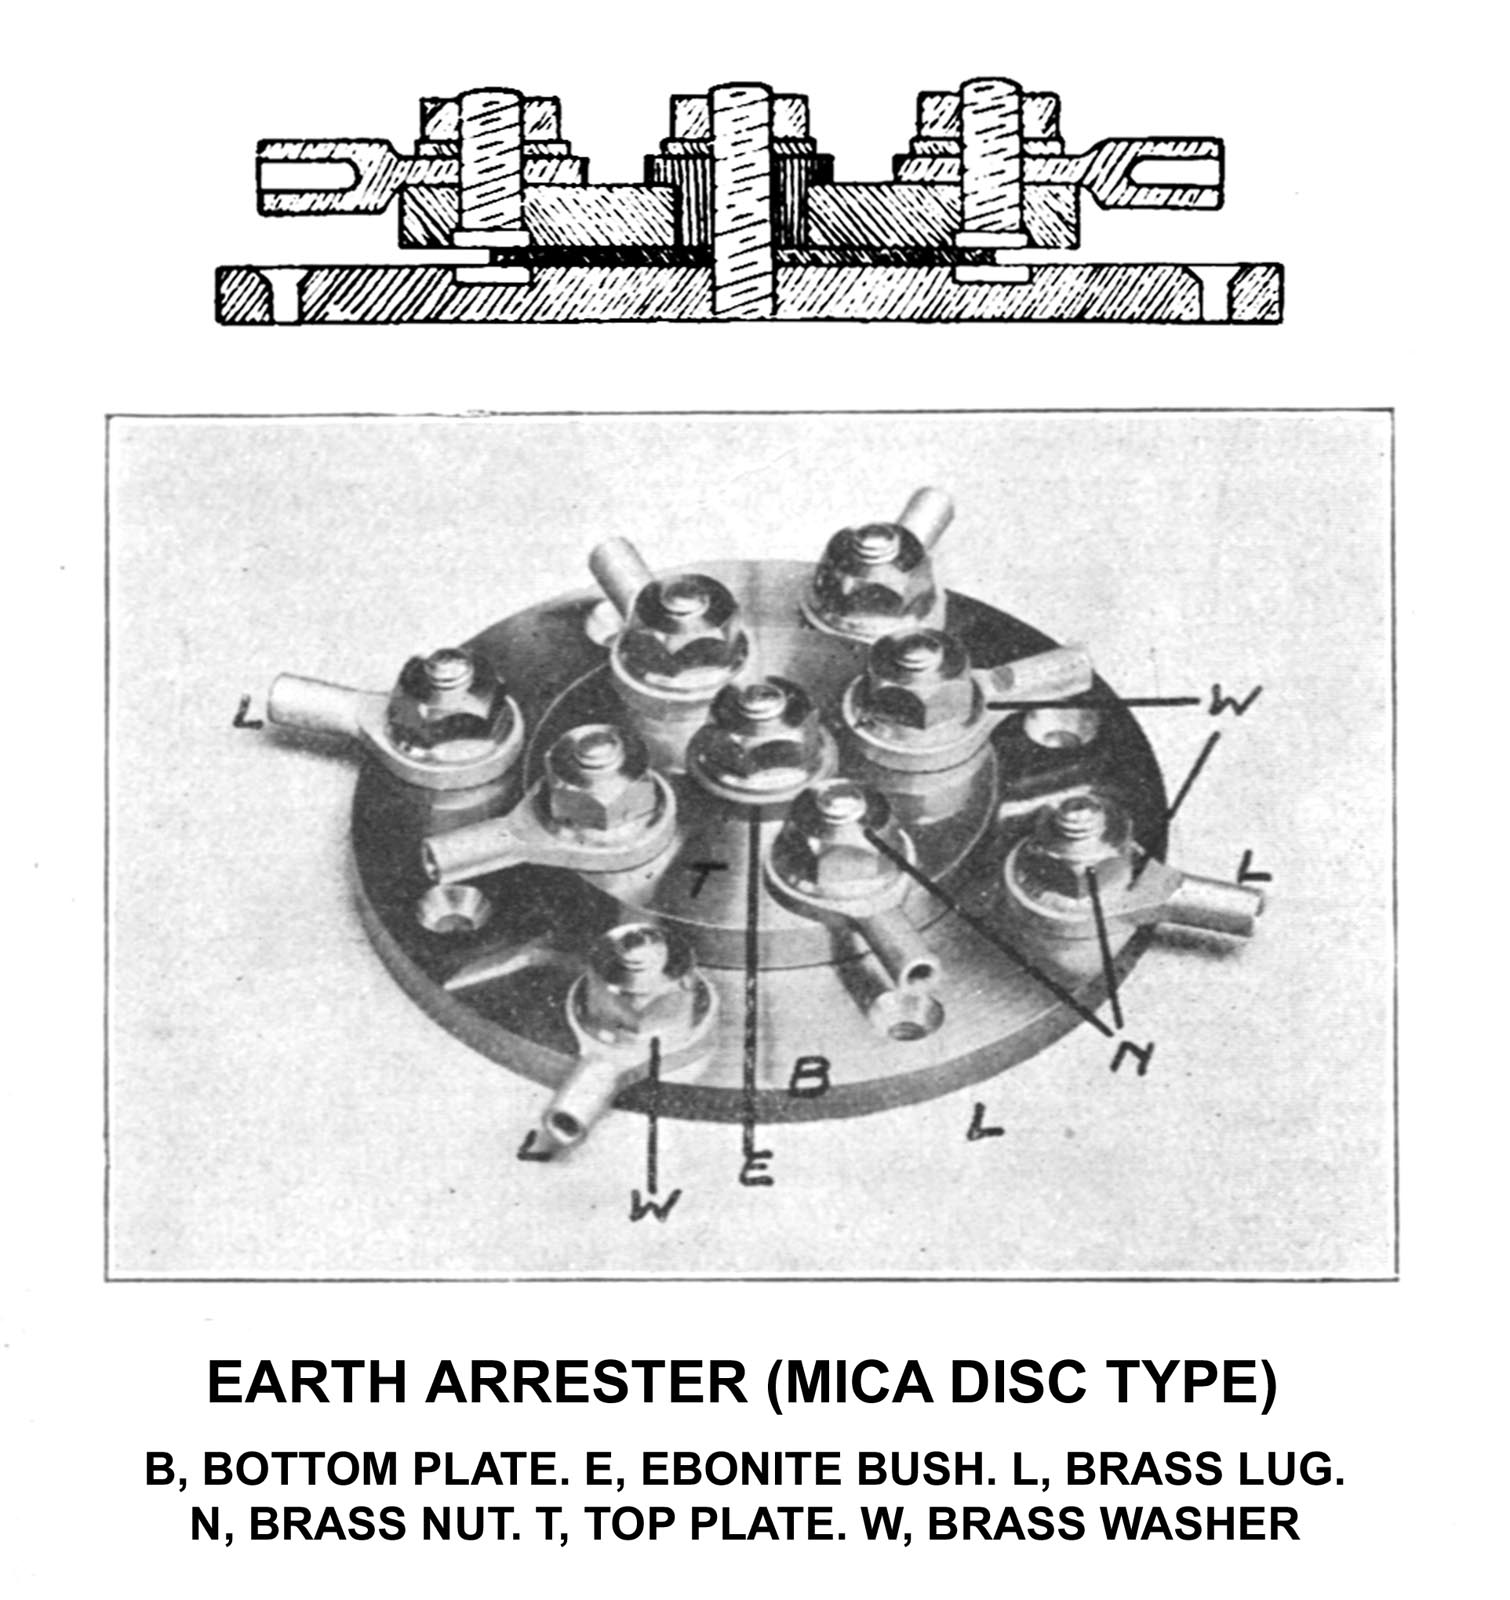 L
W
L
T
N
B
L
L
E
W
EARTH ARRESTER (MICA DISC TYPE)
B, BOTTOM PLATE. E, EBONITE BUSH. L, BRASS LUG.
N, BRASS NUT. T, TOP PLATE. W, BRASS WASHER